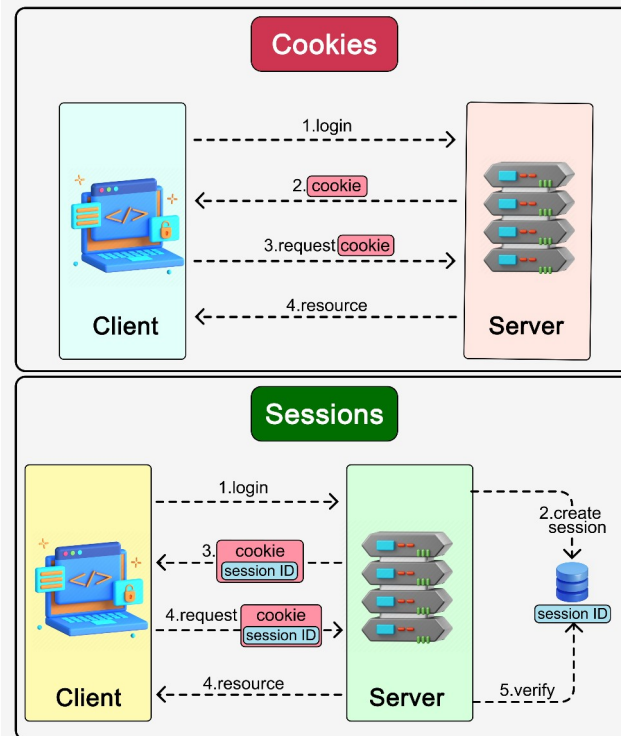 Cookies
1.login
2.cookie
3.request cookie
4.resource
Client
Server
Sessions
1.login
2.create
session
3. cookie
session ID
session ID
4.request cookie
session ID
4.resource
5.verify
Client
Server